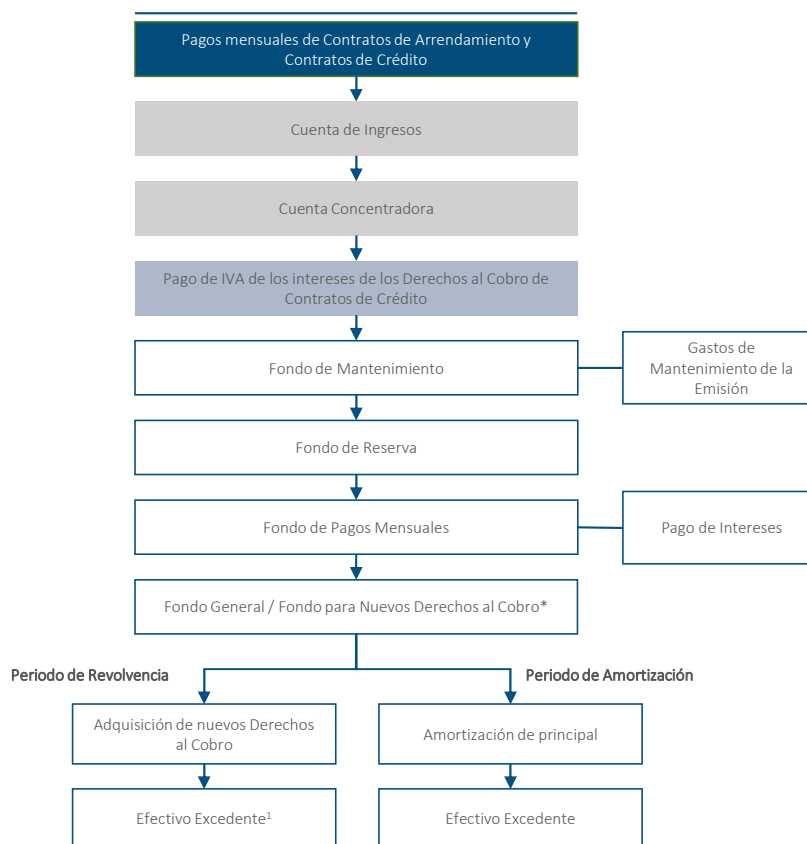 Pagos mensuales de Contratos de Arrendamiento y
Contratos de Crédito
Cuenta de Ingresos
Cuenta Concentradora
Pago de IVA de los intereses de los Derechos al Cobro de
Contratos de Crédito
Fondo de Mantenimiento
Gastos de
Mantenimiento de la
Emisión
Fondo de Reserva
Fondo de Pagos Mensuales
Pago de Intereses
Fondo General / Fondo para Nuevos Derechos al Cobro*
Periodo de Revolvencia
Periodo de Amortización
Adquisición de nuevos Derechos
al Cobro
Amortización de principal
Efectivo Excedente¹
Efectivo Excedente